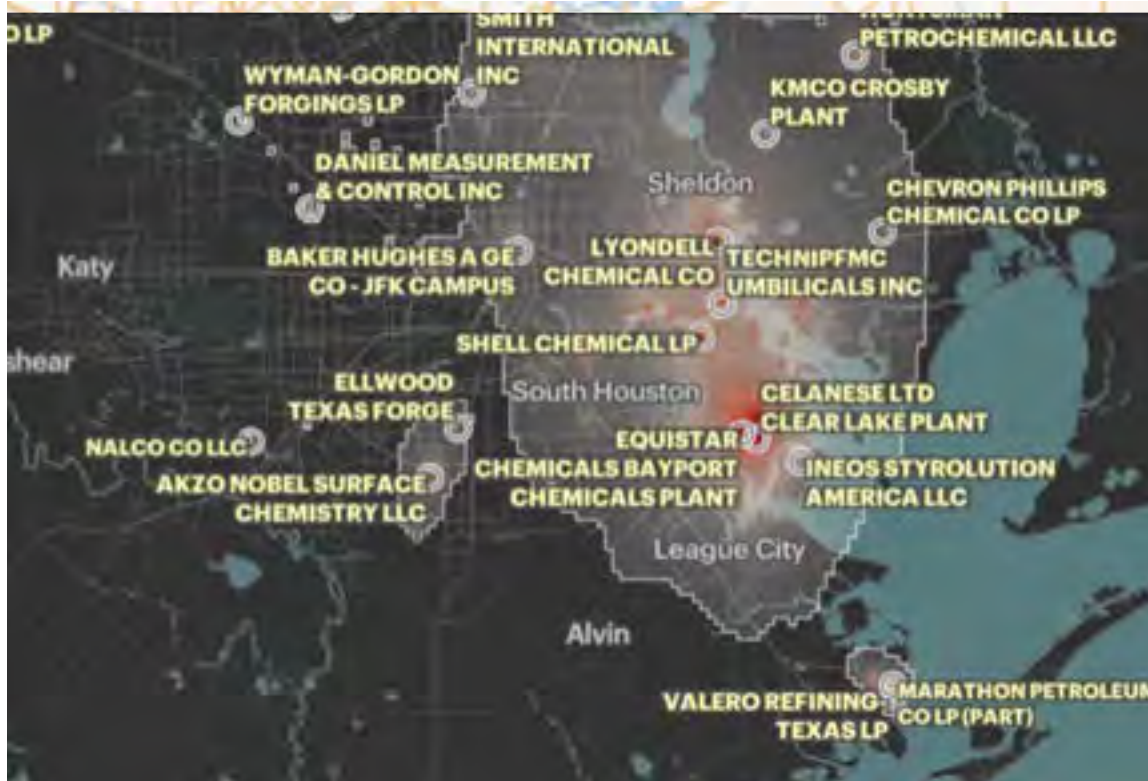 O LP
SMITH
INTERNATIONAL
INC
PETROCHEMICAL LLC
WYMAN-GORDON
FORGINGS LP
KMCO CROSBY
PLANT
DANIEL MEASUREMENT
& CONTROL INC
Sheldon
CHEVRON PHILLIPS
CHEMICAL CO LP
Katy
BAKER HUGHES A GE
CO - JFK CAMPUS
LYONDELL
CHEMICAL CO
TECHNIPFMC
UMBILICALS INC
shear
SHELL CHEMICAL LP
ELLWOOD
TEXAS FORGE
South Houston
CELANESE LTD
CLEAR LAKE PLANT
NALCO CO LLC
EQUISTAR
CHEMICALS BAYPORT
CHEMICALS PLANT
AKZO NOBEL SURFACE
CHEMISTRY LLC
INEOS STYROLUTION
AMERICA LLC
League City
Alvin
VALERO REFINING
TEXAS LP
MARATHON PETROLEUM
CO LP (PART)